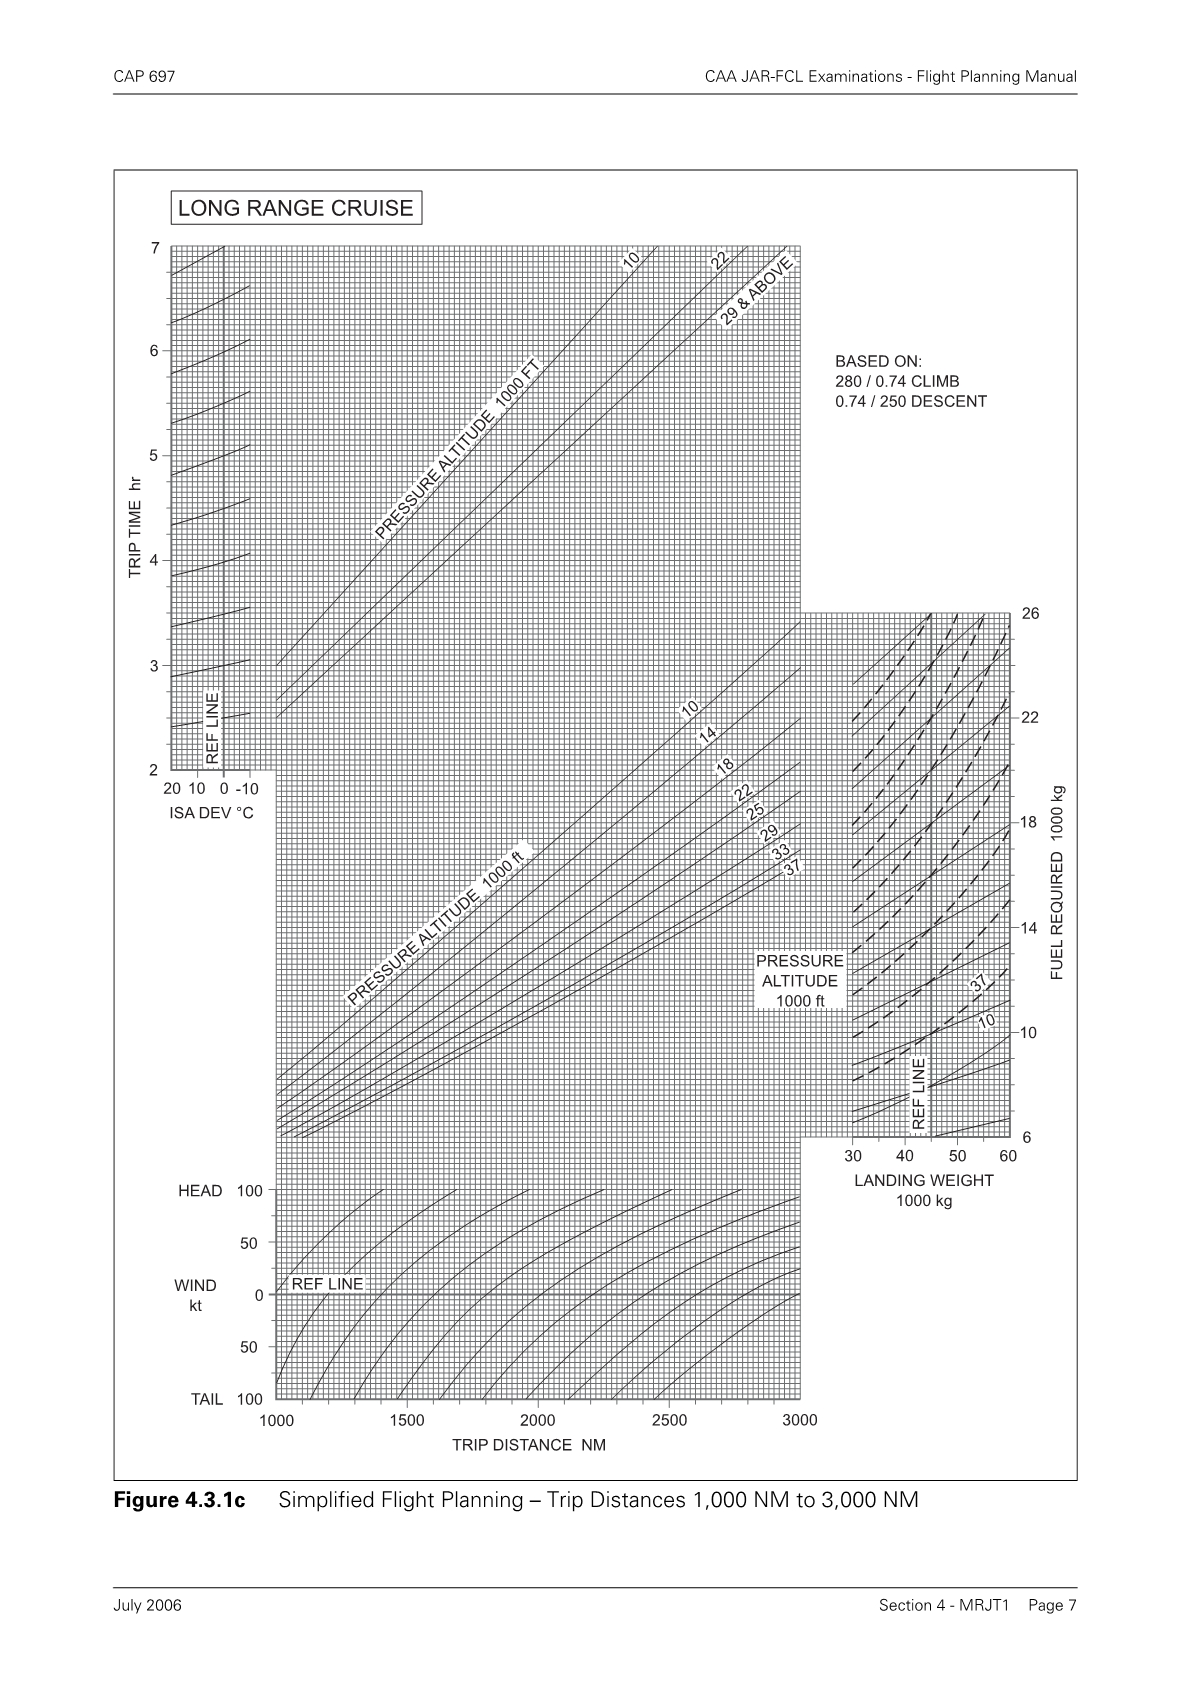 CAP 697 CAA JAR-FCL Examinations - Flight Planning Manual
LONG RANGE CRUISE
7
6
5
4
3
2
TRIP TIME hr
REF LINE
20 10 0 -10
ISA DEV °C
10
22
29 & ABOVE
PRESSURE ALTITUDE 1000 FT
BASED ON:
280 / 0.74 CLIMB
0.74 / 250 DESCENT
10
14
18
22
25
29
33
37
PRESSURE ALTITUDE 1000 ft
26
22
18
14
10
6
FUEL REQUIRED 1000 kg
PRESSURE
ALTITUDE
1000 ft
37
10
REF LINE
30 40 50 60
LANDING WEIGHT
1000 kg
HEAD 100
50
REF LINE
WIND
kt
0
50
TAIL 100
1000 1500 2000 2500 3000
TRIP DISTANCE NM
Figure 4.3.1c Simplified Flight Planning – Trip Distances 1,000 NM to 3,000 NM
July 2006 Section 4 - MRJT1 Page 7